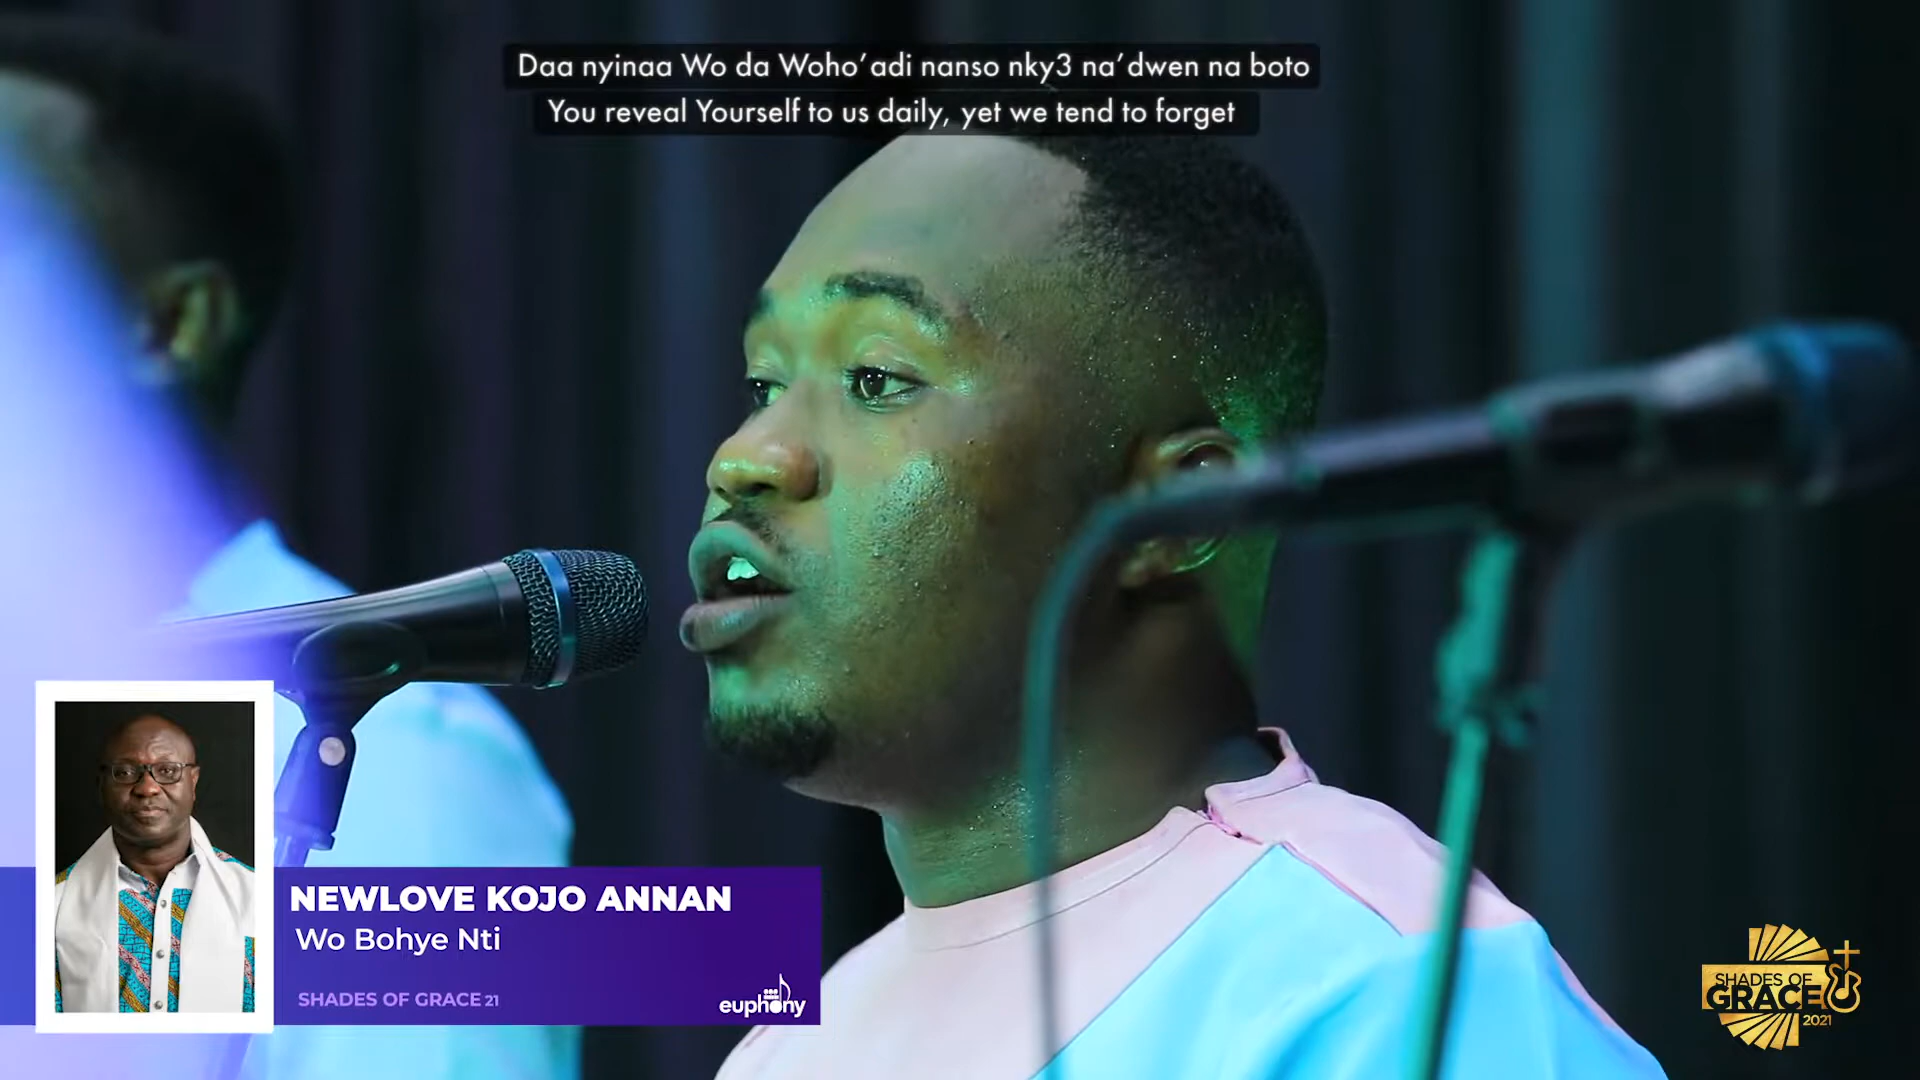 Daa nyinaa Wo da Woho’adi nanso nky3 na’dwen na boto
You reveal Yourself to us daily, yet we tend to forget
NEWLOVE KOJO ANNAN
Wo Bohye Nti
SHADES OF GRACE 21
euphony
SHADES OF
GRACE
2021